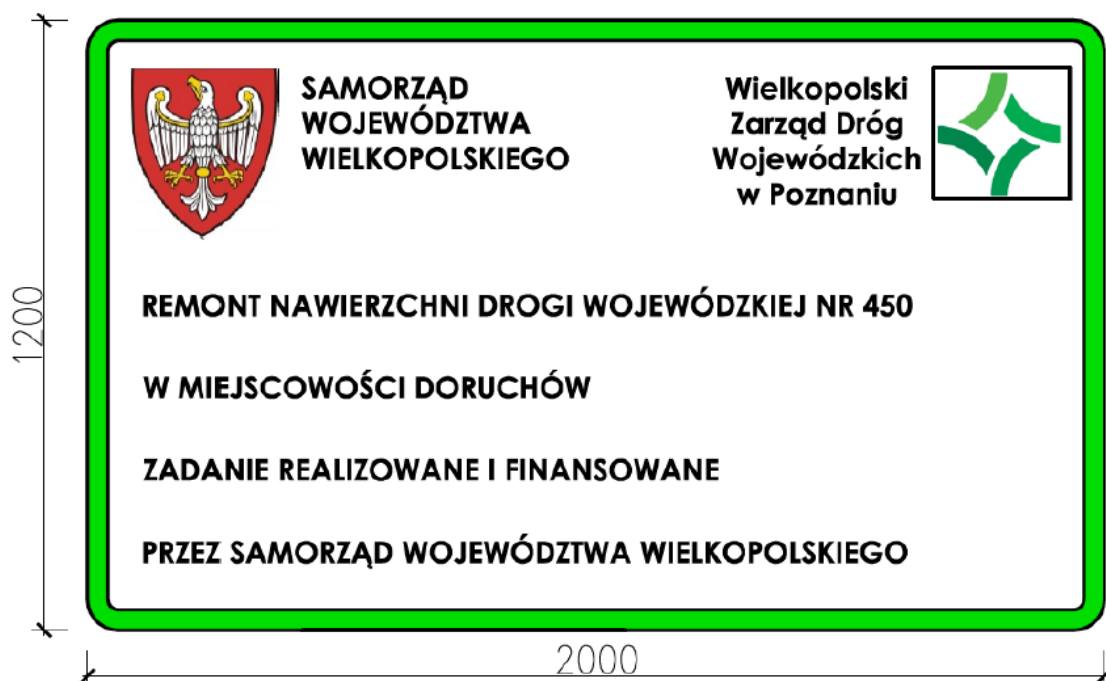 SAMORZĄD
WOJEWÓDZTWA
WIELKOPOLSKIEGO
Wielkopolski
Zarząd Dróg
Wojewódzkich
w Poznaniu
REMONT NAWIERZCHNI DROGI WOJEWÓDZKIEJ NR 450
W MIEJSCOWOŚCI DORUCHÓW
ZADANIE REALIZOWANE I FINANSOWANE
PRZEZ SAMORZĄD WOJEWÓDZTWA WIELKOPOLSKIEGO
1200
2000